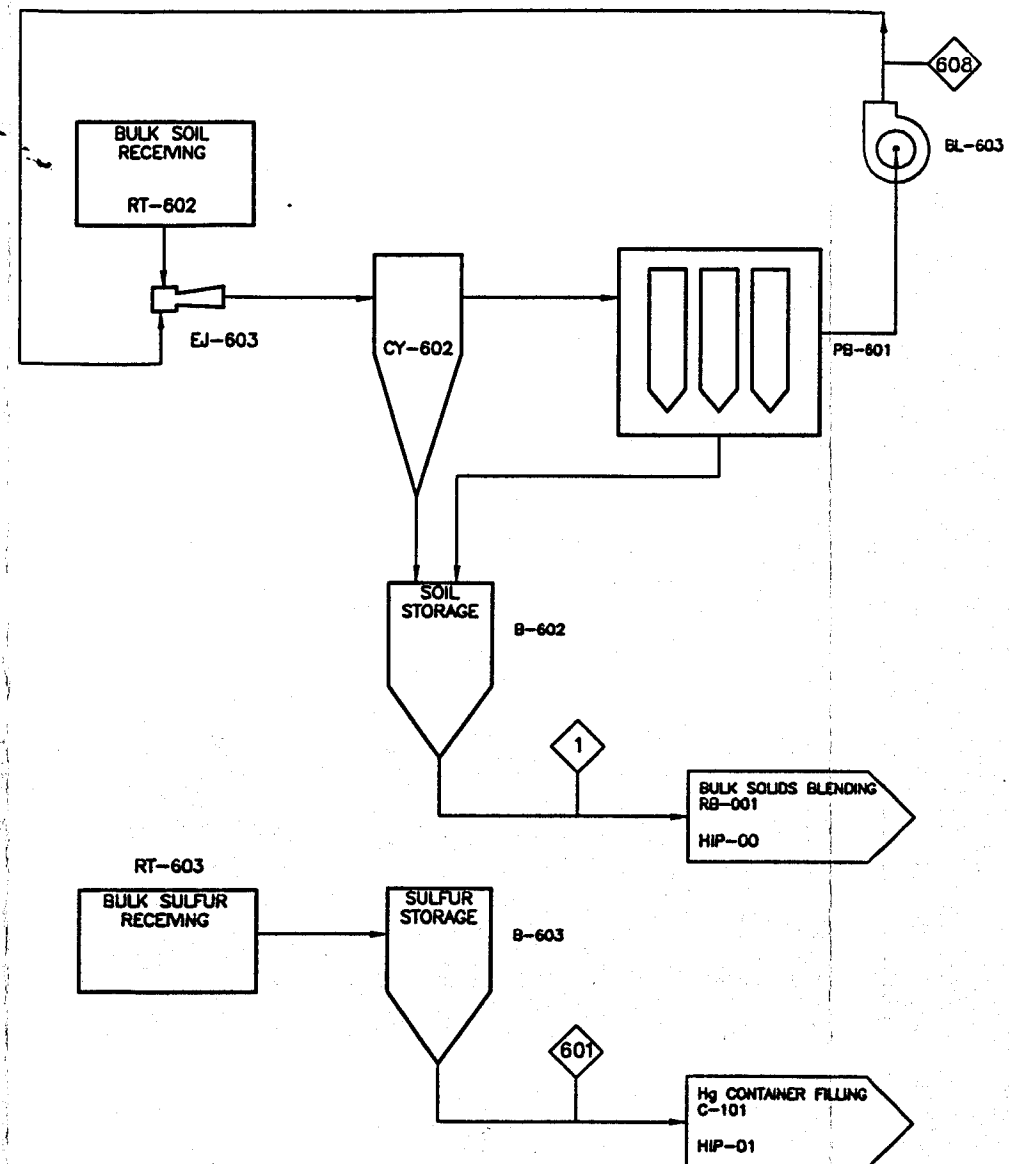 608
BL-603
BULK SOIL
RECEIVING
RT-602
EJ-603
CY-602
PB-601
SOIL
STORAGE
B-602
1
BULK SOLIDS BLENDING
RB-001
HIP-00
RT-603
BULK SULFUR
RECEIVING
SULFUR
STORAGE
B-603
601
Hg CONTAINER FILLING
C-101
HIP-01